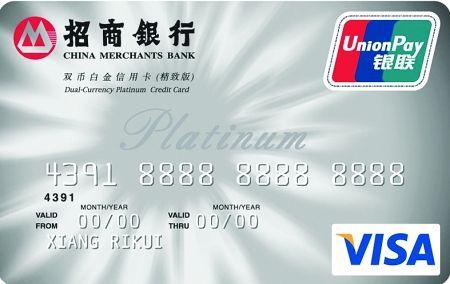 招商银行
CHINA MERCHANTS BANK
双币白金信用卡(精致版)
Dual-Currency Platinum Credit Card
UnionPay
银联
Platinum
4391 8888 8888 8888
4391
MONTH/YEAR MONTH/YEAR
VALID FROM 00/00 VALID THRU 00/00
XIANG RIKUI
VISA